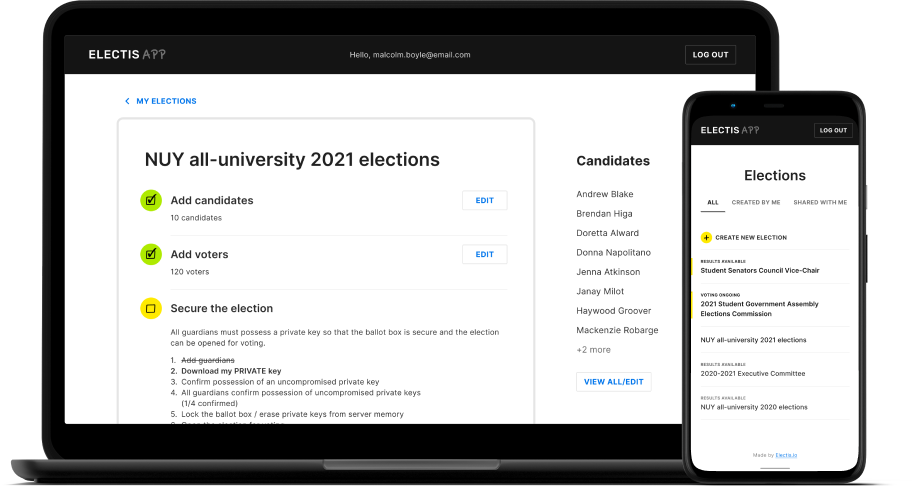 ELECTIS APP
Hello, malcolm.boyle@email.com
LOG OUT
MY ELECTIONS
NUY all-university 2021 elections
Add candidates
EDIT
10 candidates
Add voters
EDIT
120 voters
Secure the election
All guardians must possess a private key so that the ballot box is secure and the election
can be opened for voting.
1. Add guardians
2. Download my PRIVATE key
3. Confirm possession of an uncompromised private key
4. All guardians confirm possession of uncompromised private keys
(1/4 confirmed)
5. Lock the ballot box / erase private keys from server memory
6. Open the election for voting
Candidates
Andrew Blake
Brendan Higa
Doretta Alward
Donna Napolitano
Jenna Atkinson
Janay Milot
Haywood Groover
Mackenzie Robarge
+2 more
VIEW ALL/EDIT
ELECTIS APP
LOG OUT
Elections
ALL
CREATED BY ME
SHARED WITH ME
CREATE NEW ELECTION
RESULTS AVAILABLE
Student Senators Council Vice-Chair
VOTING ONGOING
2021 Student Government Assembly
Elections Commission
NUY all-university 2021 elections
RESULTS AVAILABLE
2020-2021 Executive Committee
RESULTS AVAILABLE
NUY all-university 2020 elections
Made by Electis.io